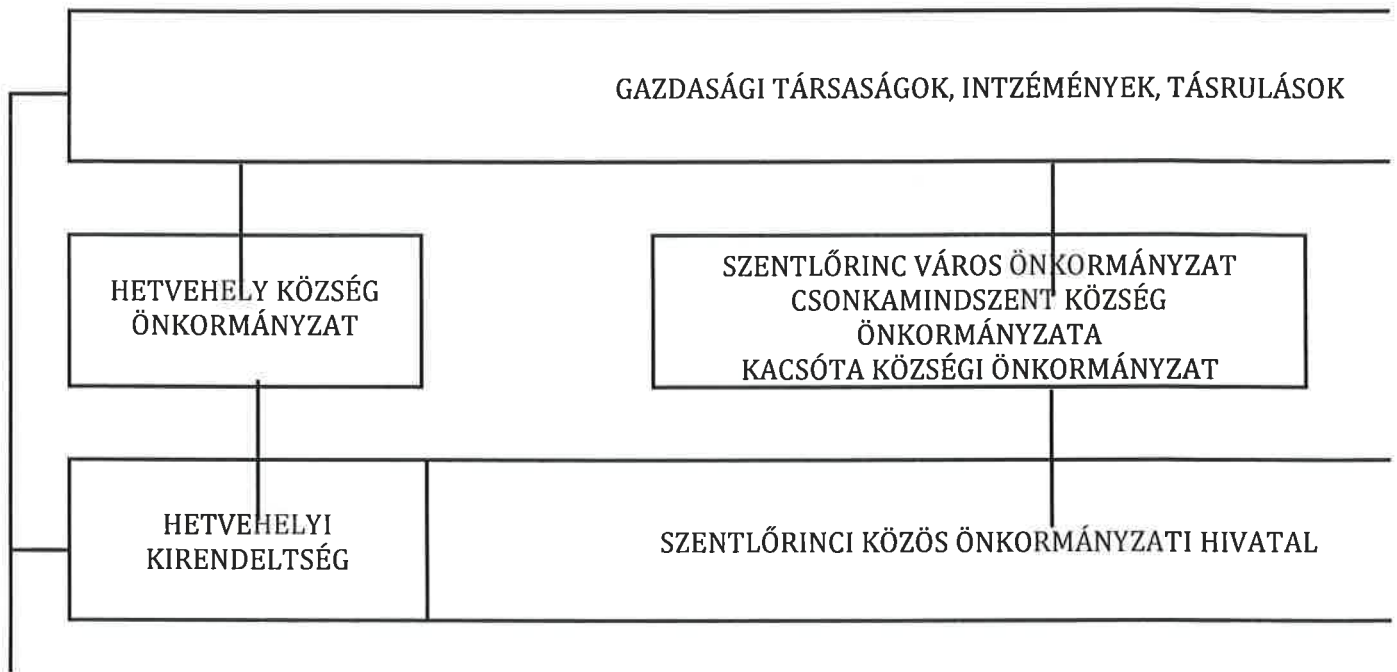 GAZDASÁGI TÁRSASÁGOK, INTZÉMÉNYEK, TÁSRULÁSOK
HETVEHELY KÖZSÉG
ÖNKORMÁNYZAT
SZENTLŐRINC VÁROS ÖNKORMÁNYZAT
CSONKAMINDSZENT KÖZSÉG
ÖNKORMÁNYZATA
KACSÓTA KÖZSÉGI ÖNKORMÁNYZAT
HETVEHELYI
KIRENDELTSÉG
SZENTLŐRINCI KÖZÖS ÖNKORMÁNYZATI HIVATAL